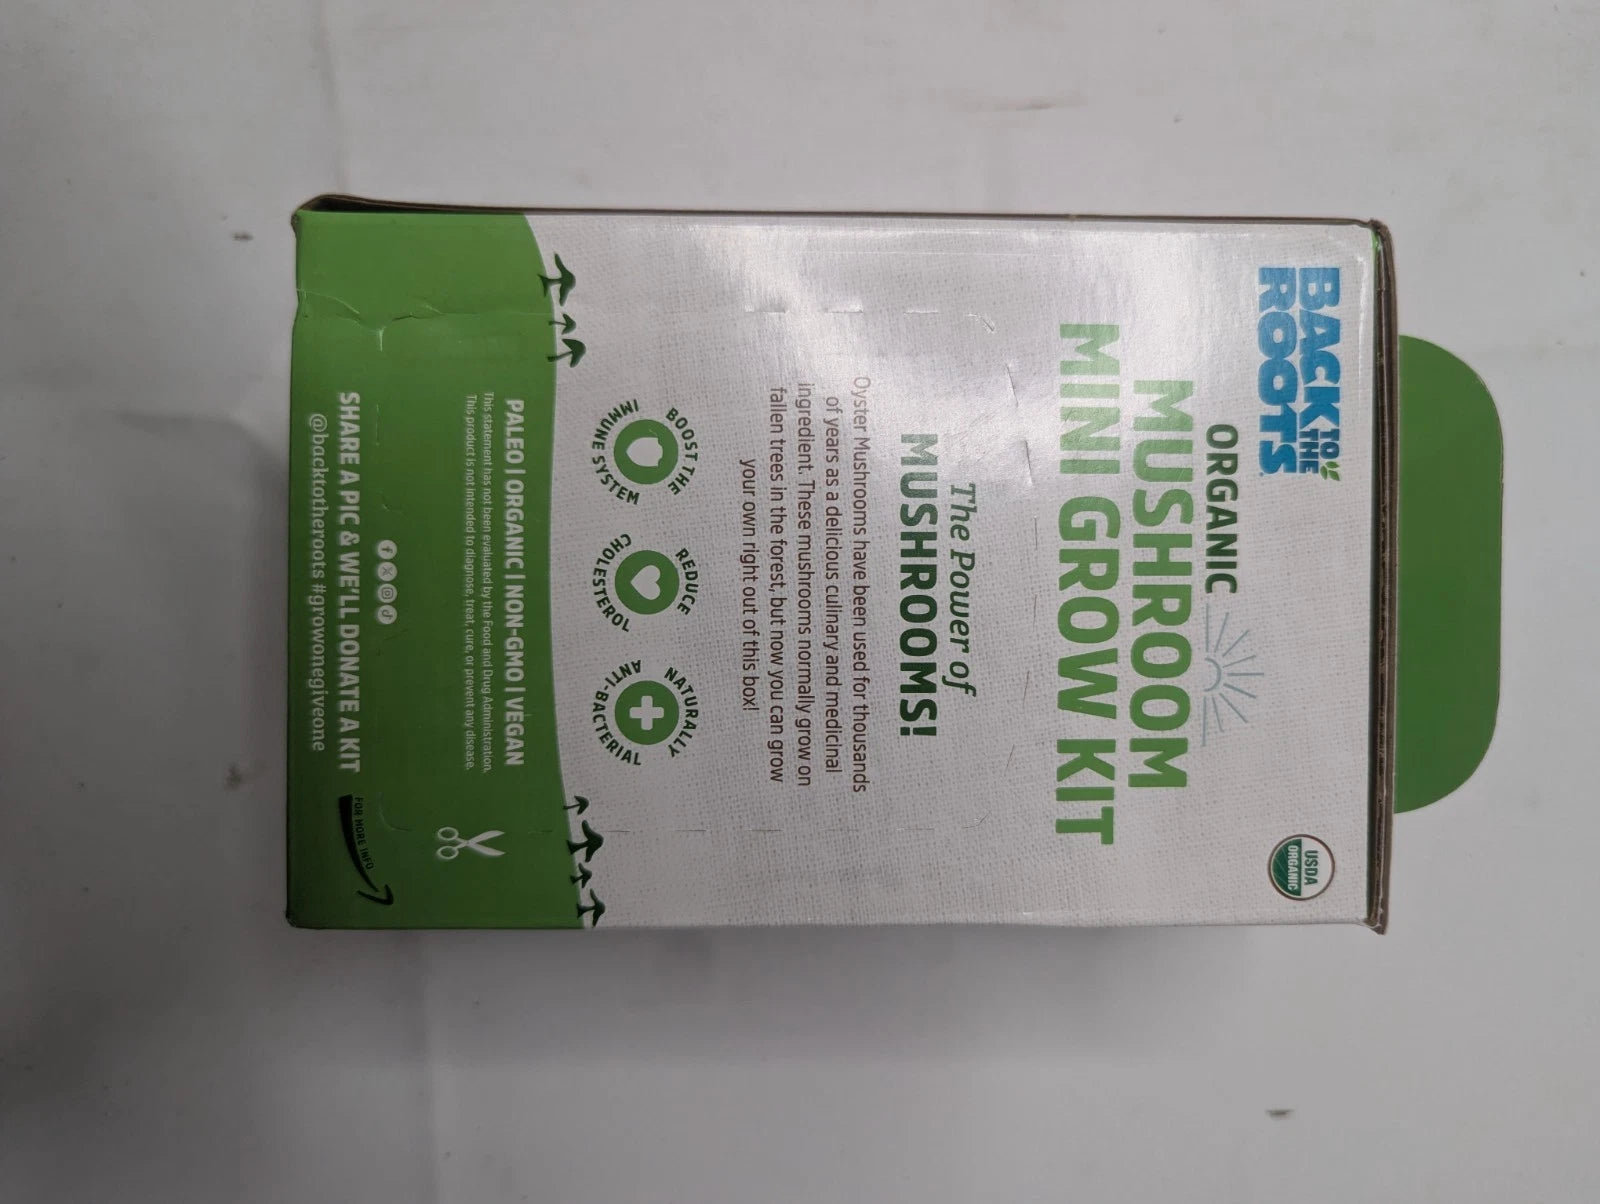 BACK TO THE
ROOTS
ORGANIC
MUSHROOM
MINI GROW KIT
USDA
ORGANIC
The Power of
MUSHROOMS!
Oyster Mushrooms have been used for thousands
of years as a delicious culinary and medicinal
ingredient. These mushrooms normally grow on
fallen trees in the forest, but now you can grow
your own right out of this box!
BOOST THE
IMMUNE SYSTEM
REDUCE
CHOLESTEROL
NATURALLY
ANTI-BACTERIAL
PALEO | ORGANIC | NON-GMO | VEGAN
This statement has not been evaluated by the Food and Drug Administration.
This product is not intended to diagnose, treat, cure, or prevent any disease.
SHARE A PIC & WE'LL DONATE A KIT
@backtotheroots #growonegiveone
FOR MORE INFO